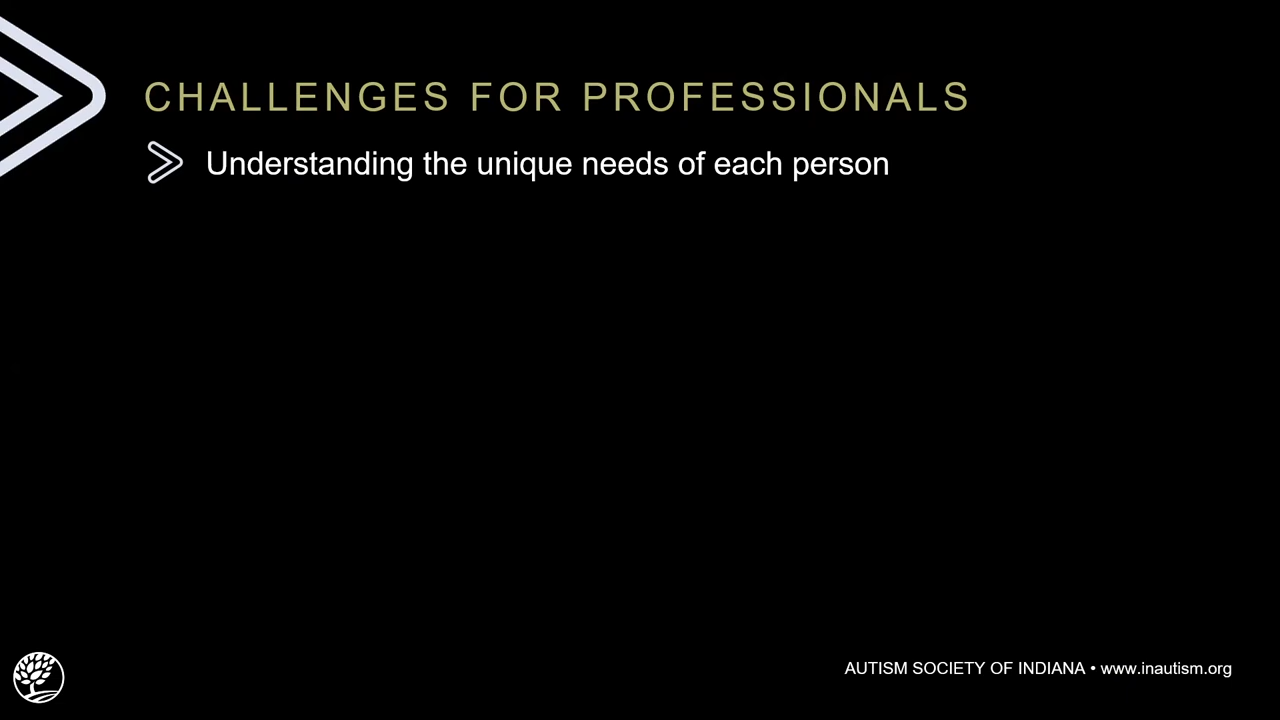 CHALLENGES FOR PROFESSIONALS
Understanding the unique needs of each person
AUTISM SOCIETY OF INDIANA • www.inautism.org